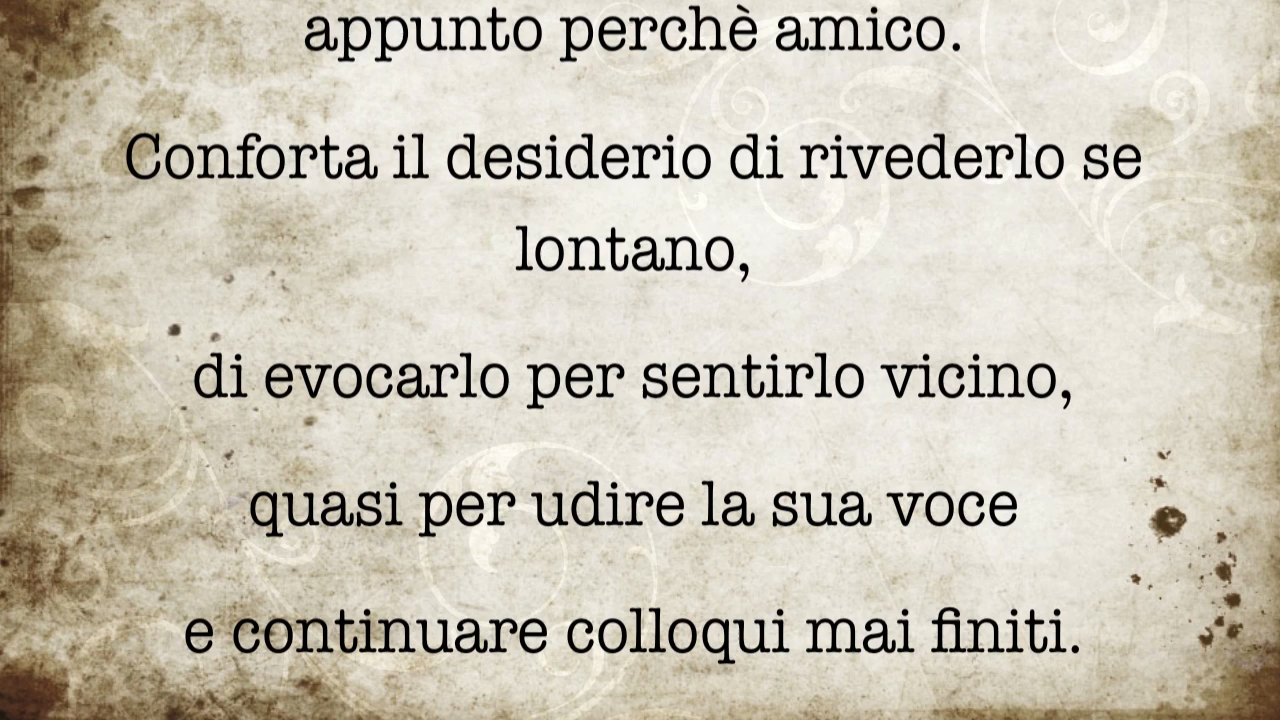 appunto perchè amico.
Conforta il desiderio di rivederlo se
lontano,
di evocarlo per sentirlo vicino,
quasi per udire la sua voce
e continuare colloqui mai finiti.